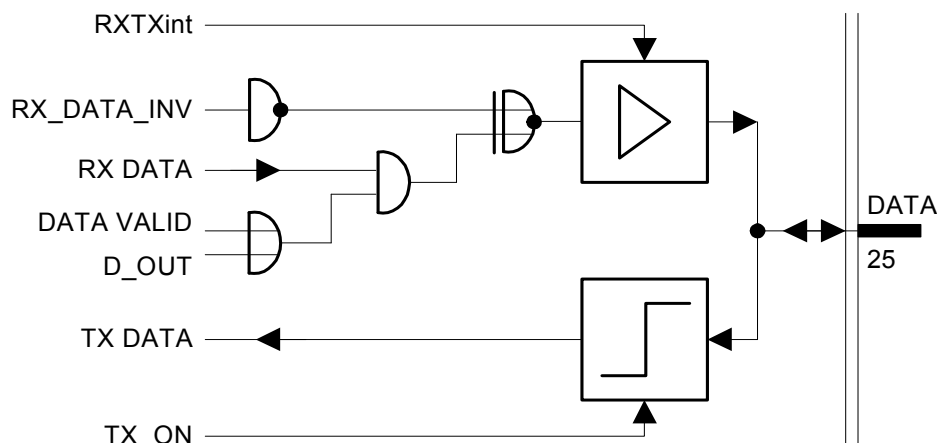 RXTXint
RX_DATA_INV
RX DATA
DATA VALID
D_OUT
DATA
25
TX DATA
TX_ON